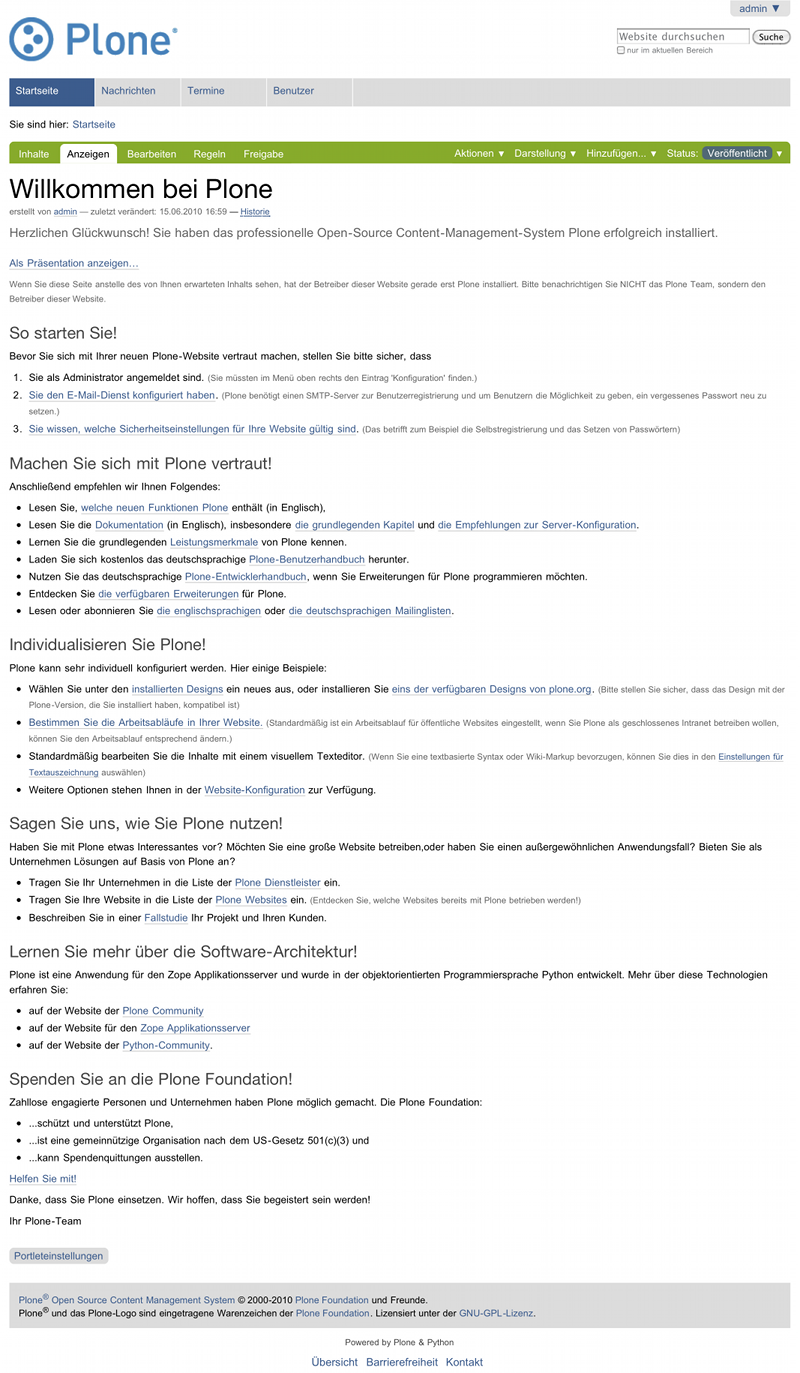 admin ▼
Plone®
Website durchsuchen Suche
nur im aktuellen Bereich
Startseite Nachrichten Termine Benutzer
Sie sind hier: Startseite
Inhalte Anzeigen Bearbeiten Regeln Freigabe Aktionen ▼ Darstellung ▼ Hinzufügen... ▼ Status: Veröffentlicht ▼
Willkommen bei Plone
erstellt von admin — zuletzt verändert: 15.06.2010 16:59 — Historie
Herzlichen Glückwunsch! Sie haben das professionelle Open-Source Content-Management-System Plone erfolgreich installiert.
Als Präsentation anzeigen…
Wenn Sie diese Seite anstelle des von Ihnen erwarteten Inhalts sehen, hat der Betreiber dieser Website gerade erst Plone installiert. Bitte benachrichtigen Sie NICHT das Plone Team, sondern den
Betreiber dieser Website.
So starten Sie!
Bevor Sie sich mit Ihrer neuen Plone-Website vertraut machen, stellen Sie bitte sicher, dass
1. Sie als Administrator angemeldet sind. (Sie müssten im Menü oben rechts den Eintrag 'Konfiguration' finden.)
2. Sie den E-Mail-Dienst konfiguriert haben. (Plone benötigt einen SMTP-Server zur Benutzerregistrierung und um Benutzern die Möglichkeit zu geben, ein vergessenes Passwort neu zu
setzen.)
3. Sie wissen, welche Sicherheitseinstellungen für Ihre Website gültig sind. (Das betrifft zum Beispiel die Selbstregistrierung und das Setzen von Passwörtern)
Machen Sie sich mit Plone vertraut!
Anschließend empfehlen wir Ihnen Folgendes:
• Lesen Sie, welche neuen Funktionen Plone enthält (in Englisch),
• Lesen Sie die Dokumentation (in Englisch), insbesondere die grundlegenden Kapitel und die Empfehlungen zur Server-Konfiguration.
• Lernen Sie die grundlegenden Leistungsmerkmale von Plone kennen.
• Laden Sie sich kostenlos das deutschsprachige Plone-Benutzerhandbuch herunter.
• Nutzen Sie das deutschsprachige Plone-Entwicklerhandbuch, wenn Sie Erweiterungen für Plone programmieren möchten.
• Entdecken Sie die verfügbaren Erweiterungen für Plone.
• Lesen oder abonnieren Sie die englischsprachigen oder die deutschsprachigen Mailinglisten.
Individualisieren Sie Plone!
Plone kann sehr individuell konfiguriert werden. Hier einige Beispiele:
• Wählen Sie unter den installierten Designs ein neues aus, oder installieren Sie eins der verfügbaren Designs von plone.org. (Bitte stellen Sie sicher, dass das Design mit der
Plone-Version, die Sie installiert haben, kompatibel ist)
• Bestimmen Sie die Arbeitsabläufe in Ihrer Website. (Standardmäßig ist ein Arbeitsablauf für öffentliche Websites eingestellt, wenn Sie Plone als geschlossenes Intranet betreiben wollen,
können Sie den Arbeitsablauf entsprechend ändern.)
• Standardmäßig bearbeiten Sie die Inhalte mit einem visuellem Texteditor. (Wenn Sie eine textbasierte Syntax oder Wiki-Markup bevorzugen, können Sie dies in den Einstellungen für
Textauszeichnung auswählen)
• Weitere Optionen stehen Ihnen in der Website-Konfiguration zur Verfügung.
Sagen Sie uns, wie Sie Plone nutzen!
Haben Sie mit Plone etwas Interessantes vor? Möchten Sie eine große Website betreiben,oder haben Sie einen außergewöhnlichen Anwendungsfall? Bieten Sie als
Unternehmen Lösungen auf Basis von Plone an?
• Tragen Sie Ihr Unternehmen in die Liste der Plone Dienstleister ein.
• Tragen Sie Ihre Website in die Liste der Plone Websites ein. (Entdecken Sie, welche Websites bereits mit Plone betrieben werden!)
• Beschreiben Sie in einer Fallstudie Ihr Projekt und Ihren Kunden.
Lernen Sie mehr über die Software-Architektur!
Plone ist eine Anwendung für den Zope Applikationsserver und wurde in der objektorientierten Programmiersprache Python entwickelt. Mehr über diese Technologien
erfahren Sie:
• auf der Website der Plone Community
• auf der Website für den Zope Applikationsserver
• auf der Website der Python-Community.
Spenden Sie an die Plone Foundation!
Zahllose engagierte Personen und Unternehmen haben Plone möglich gemacht. Die Plone Foundation:
• ...schützt und unterstützt Plone,
• ...ist eine gemeinnützige Organisation nach dem US-Gesetz 501(c)(3) und
• ...kann Spendenquittungen ausstellen.
Helfen Sie mit!
Danke, dass Sie Plone einsetzen. Wir hoffen, dass Sie begeistert sein werden!
Ihr Plone-Team
Portleteinstellungen
Plone® Open Source Content Management System © 2000-2010 Plone Foundation und Freunde.
Plone® und das Plone-Logo sind eingetragene Warenzeichen der Plone Foundation. Lizensiert unter der GNU-GPL-Lizenz.
Powered by Plone & Python
Übersicht Barrierefreiheit Kontakt